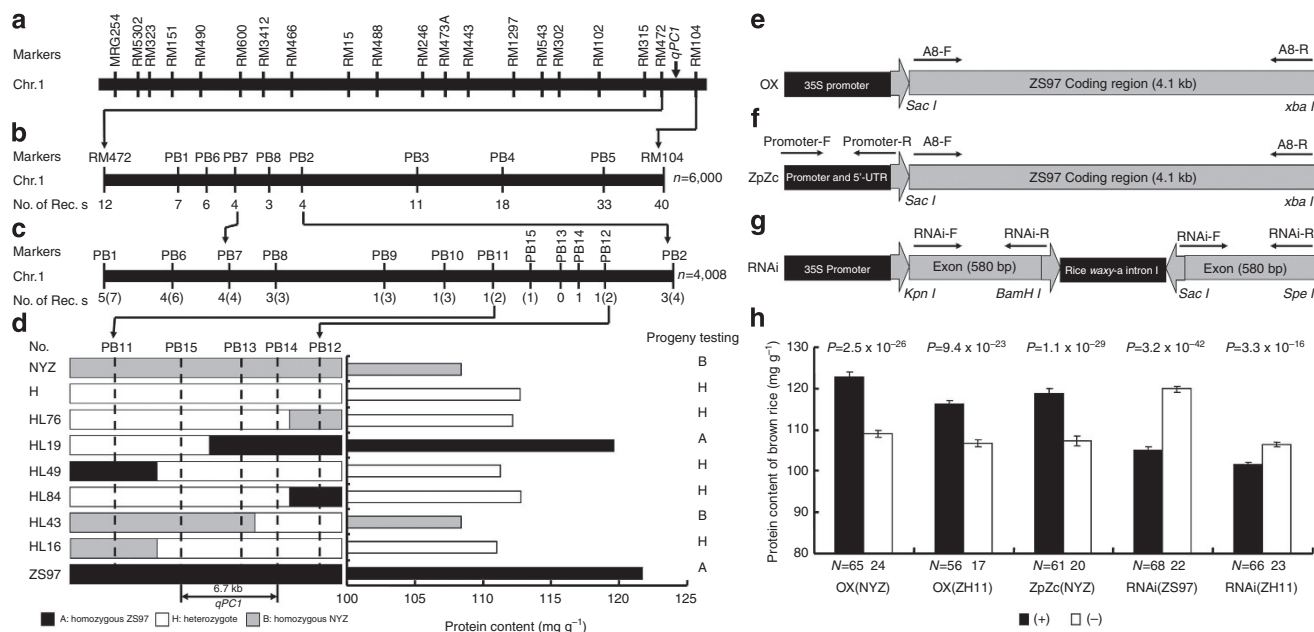 a
Markers
MRG254 RM5302 RM323 RM151 RM490 RM600 RM3412 RM466 RM15 RM488 RM246 RM473A RM443 RM1297 RM543 RM302 RM102 RM315 RM472 qPC1 RM104
Chr.1
b
Markers
RM472 PB1 PB6 PB7 PB8 PB2 PB3 PB4 PB5 RM104
Chr.1
n=6,000
No. of Rec. s
12 7 6 4 3 4 11 18 33 40
c
Markers
PB1 PB6 PB7 PB8 PB9 PB10 PB11 PB15 PB13 PB14 PB12 PB2
Chr.1
n=4,008
No. of Rec. s
5(7) 4(6) 4(4) 3(3) 1(3) 1(3) 1(2) (1) 0 1 1(2) 3(4)
d
No. PB11 PB15 PB13 PB14 PB12
Progeny testing
NYZ B
H H
HL76 H
HL19 A
HL49 H
HL84 H
HL43 B
HL16 H
ZS97 A
6.7 kb
qPC1
100 105 110 115 120 125
Protein content (mg g⁻¹)
A: homozygous ZS97 H: heterozygote B: homozygous NYZ
e
A8-F A8-R
OX 35S promoter ZS97 Coding region (4.1 kb)
Sac I xba I
f
Promoter-F Promoter-R A8-F A8-R
ZpZc Promoter and 5'-UTR ZS97 Coding region (4.1 kb)
Sac I xba I
g
RNAi-F RNAi-R RNAi-F RNAi-R
RNAi 35S Promoter Exon (580 bp) Rice waxy-a intron I Exon (580 bp)
Kpn I BamH I Sac I Spe I
h
Protein content of brown rice (mg g⁻¹)
P=2.5 x 10⁻²⁶ P=9.4 x 10⁻²³ P=1.1 x 10⁻²⁹ P=3.2 x 10⁻⁴² P=3.3 x 10⁻¹⁶
130
120
110
100
90
80
N=65 24 N=56 17 N=61 20 N=68 22 N=66 23
OX(NYZ) OX(ZH11) ZpZc(NYZ) RNAi(ZS97) RNAi(ZH11)
(+) (−)